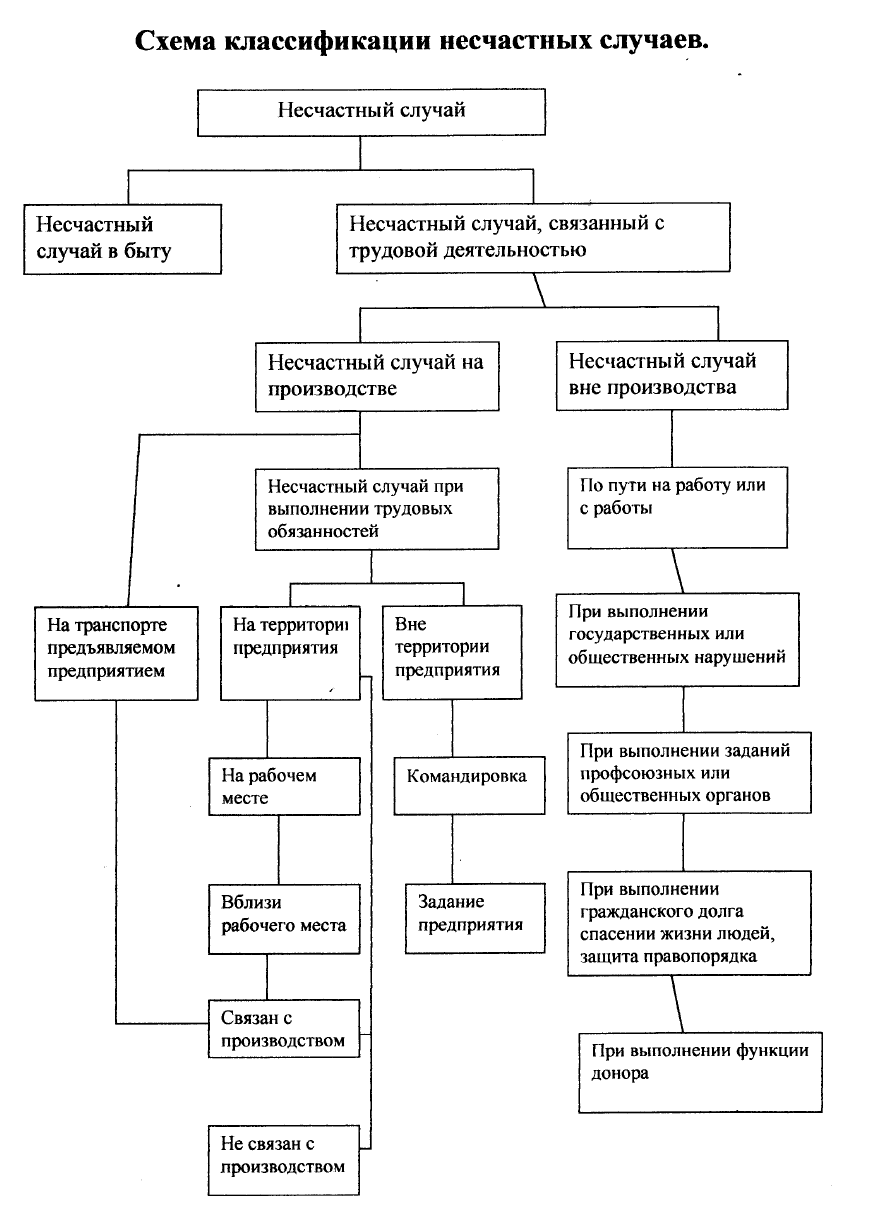 Схема классификации несчастных случаев.
Несчастный случай
Несчастный
случай в быту
Несчастный случай, связанный с
трудовой деятельностью
Несчастный случай на
производстве
Несчастный случай
вне производства
Несчастный случай при
выполнении трудовых
обязанностей
По пути на работу или
с работы
На транспорте
предъявляемом
предприятием
На территори
предприятия
Вне
территории
предприятия
При выполнении
государственных или
общественных нарушений
На рабочем
месте
Командировка
При выполнении заданий
профсоюзных или
общественных органов
Вблизи
рабочего места
Задание
предприятия
При выполнении
гражданского долга
спасении жизни людей,
защита правопорядка
Связан с
производством
При выполнении функции
донора
Не связан с
производством